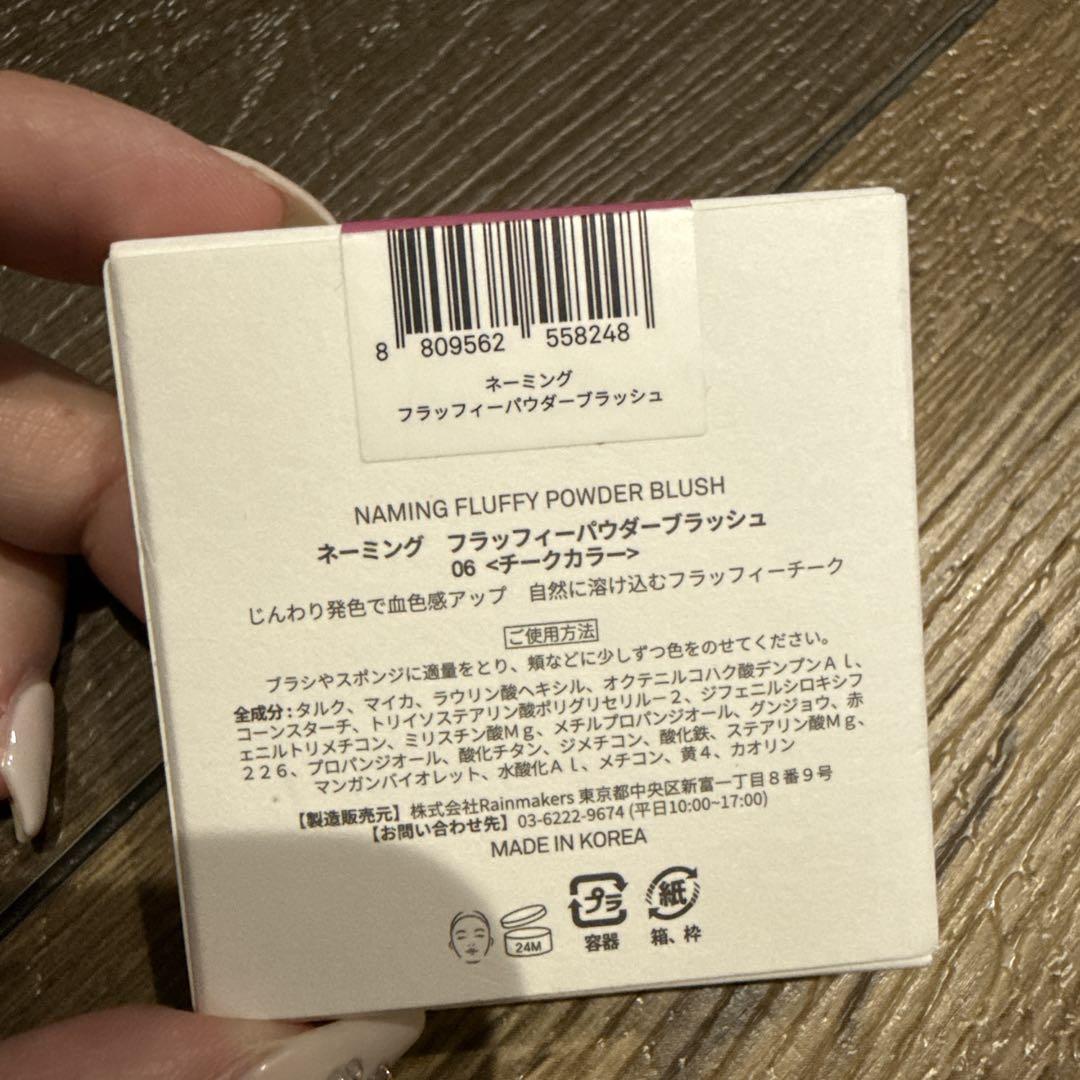 8 809562 558248
ネーミング
フラッフィーパウダーブラッシュ
NAMING FLUFFY POWDER BLUSH
ネーミング　フラッフィーパウダーブラッシュ
06 <チークカラー>
じんわり発色で血色感アップ　自然に溶け込むフラッフィーチーク
ご使用方法
ブラシやスポンジに適量をとり、頬などに少しずつ色をのせてください。
全成分：タルク、マイカ、ラウリン酸ヘキシル、オクテニルコハク酸デンプンAl、
コーンスターチ、トリイソステアリン酸ポリグリセリル－2、ジフェニルシロキシフ
ェニルトリメチコン、ミリスチン酸Mg、メチルプロパンジオール、グンジョウ、赤
226、プロパンジオール、酸化チタン、ジメチコン、酸化鉄、ステアリン酸Mg、
マンガンバイオレット、水酸化Al、メチコン、黄4、カオリン
【製造販売元】株式会社Rainmakers 東京都中央区新富一丁目8番9号
【お問い合わせ先】03-6222-9674 (平日10:00~17:00)
MADE IN KOREA
24M
プラ
容器
紙
箱、枠